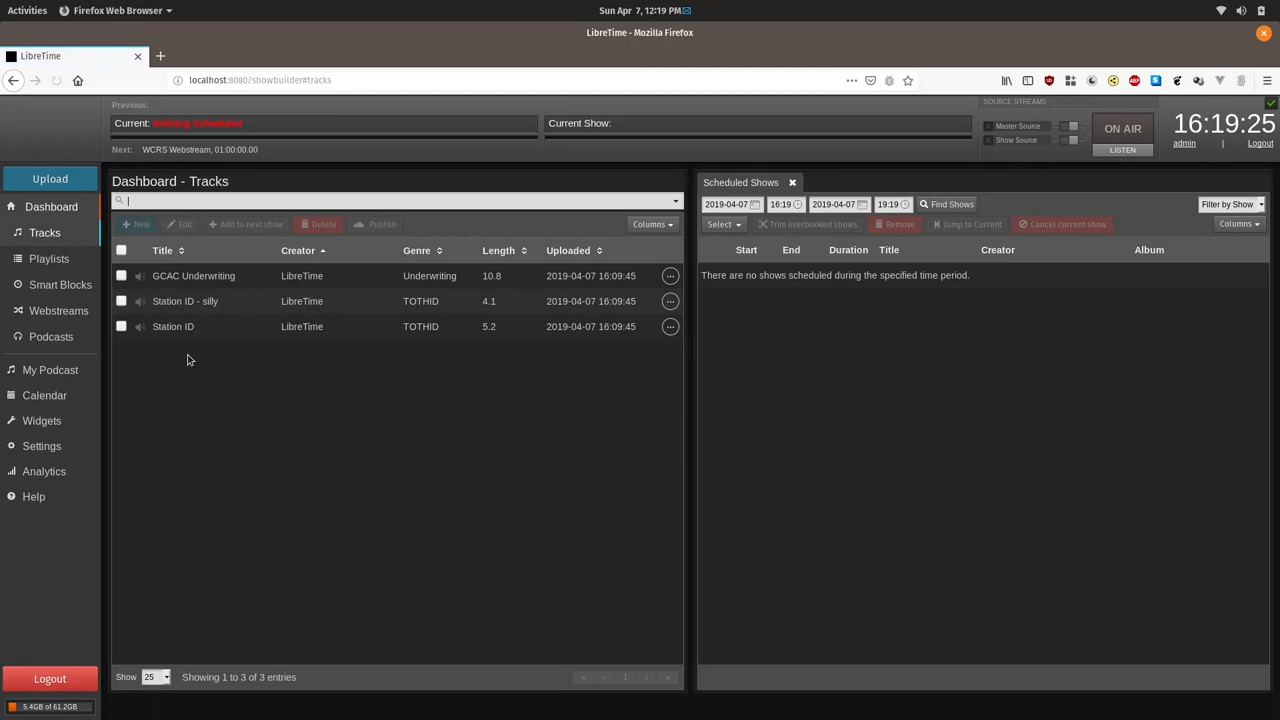 Activities
Firefox Web Browser
Sun Apr 7, 12:19 PM
LibreTime - Mozilla Firefox
LibreTime
localhost:8080/showbuilder#tracks
Previous:
Current: Nothing Scheduled
Next: WCRS Webstream, 01:00:00.00
Current Show:
SOURCE STREAMS
Master Source
Show Source
ON AIR
LISTEN
16:19:25
admin | Logout
Upload
Dashboard
Tracks
Playlists
Smart Blocks
Webstreams
Podcasts
My Podcast
Calendar
Widgets
Settings
Analytics
Help
Logout
5.4GB of 61.2GB
Dashboard - Tracks
New Edit Add to next show Delete Publish Columns
Title Creator Genre Length Uploaded
GCAC Underwriting LibreTime Underwriting 10.8 2019-04-07 16:09:45
Station ID - silly LibreTime TOTHID 4.1 2019-04-07 16:09:45
Station ID LibreTime TOTHID 5.2 2019-04-07 16:09:45
Show 25 Showing 1 to 3 of 3 entries « ‹ 1 › »
Scheduled Shows
2019-04-07 16:19 2019-04-07 19:19 Find Shows Filter by Show
Select Trim overbooked shows Remove Jump to Current Cancel current show Columns
Start End Duration Title Creator Album
There are no shows scheduled during the specified time period.